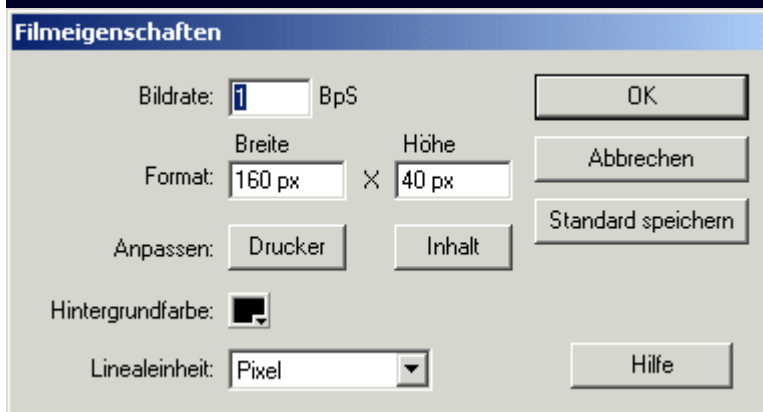 Filmeigenschaften
Bildrate: 1 BpS
OK
Breite Höhe
Format: 160 px X 40 px
Abbrechen
Standard speichern
Anpassen: Drucker Inhalt
Hintergrundfarbe:
Linealeinheit: Pixel
Hilfe